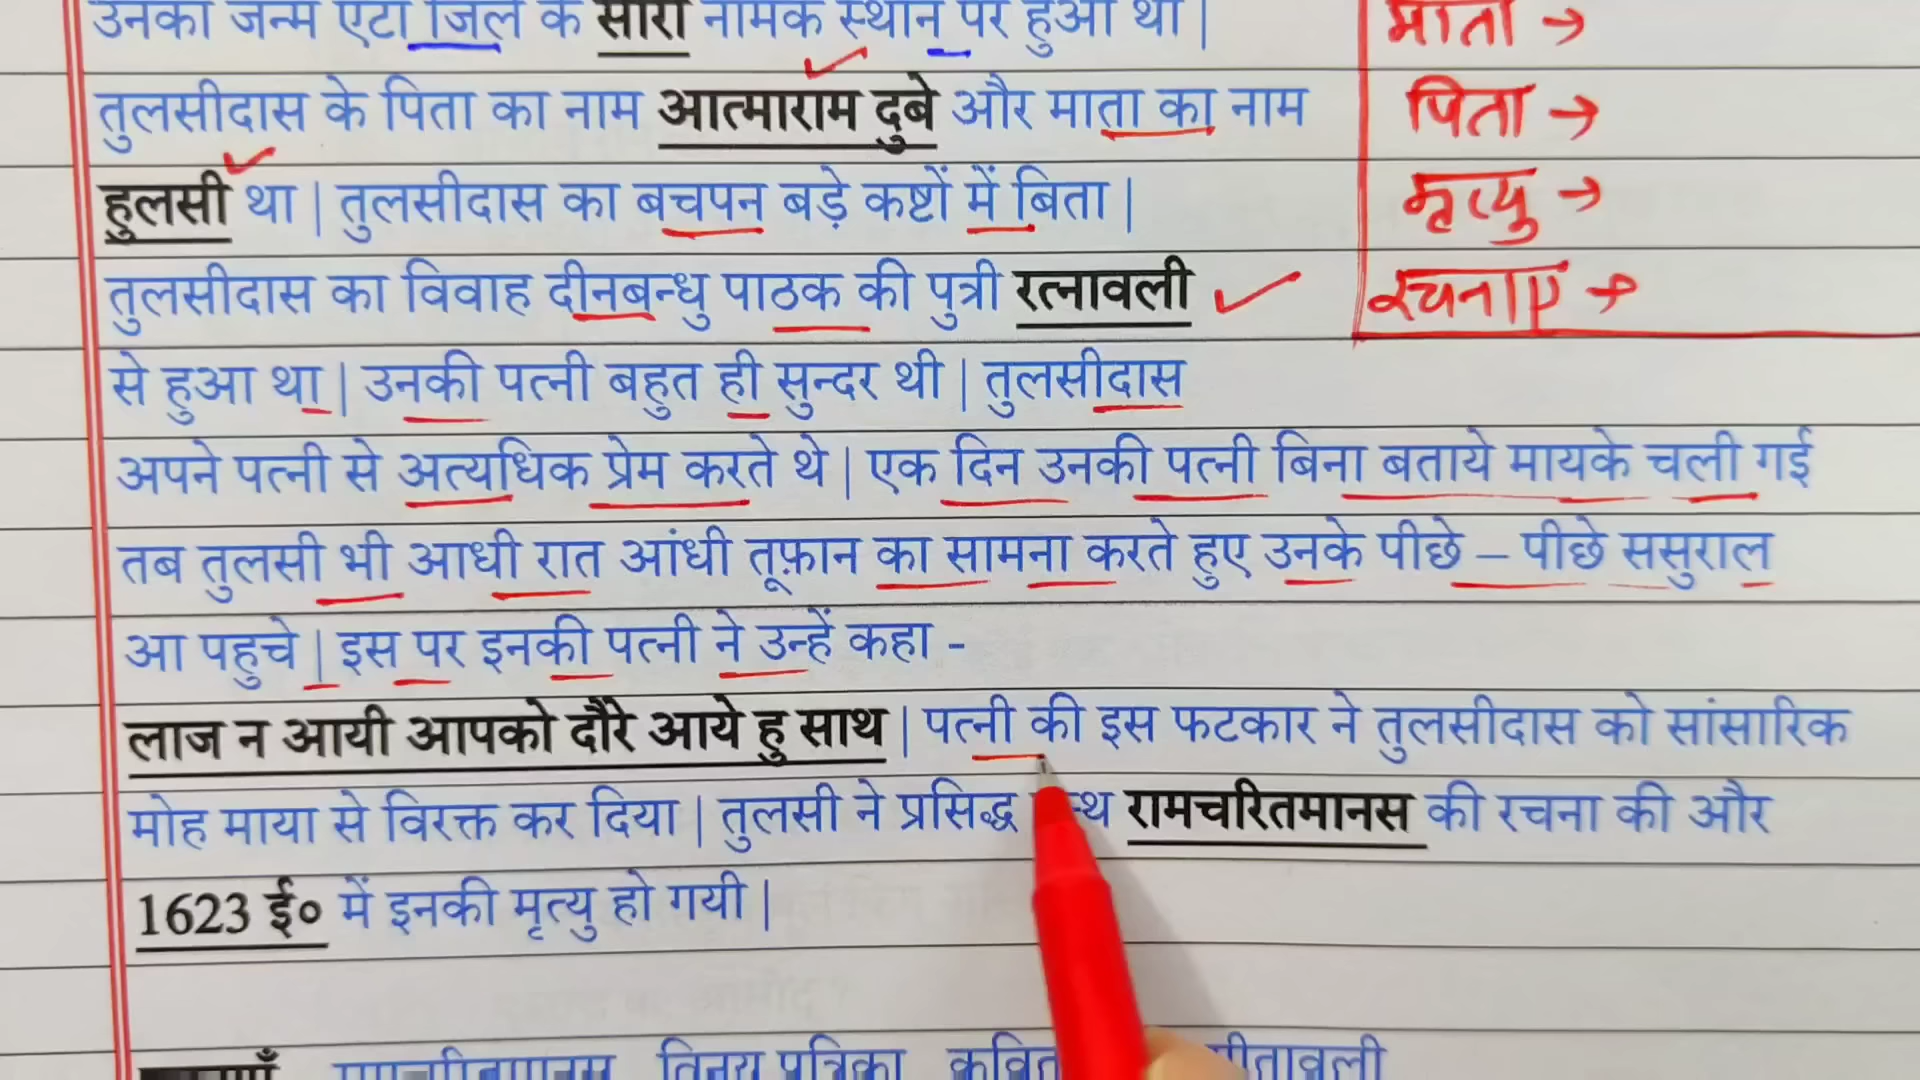 उनका जन्म एटा जिले के सारो नामक स्थान पर हुआ था |
तुलसीदास के पिता का नाम आत्माराम दुबे और माता का नाम
हुलसी था | तुलसीदास का बचपन बड़े कष्टों में बिता |
तुलसीदास का विवाह दीनबन्धु पाठक की पुत्री रत्नावली
से हुआ था | उनकी पत्नी बहुत ही सुन्दर थी | तुलसीदास
अपने पत्नी से अत्यधिक प्रेम करते थे | एक दिन उनकी पत्नी बिना बताये मायके चली गई
तब तुलसी भी आधी रात आंधी तूफ़ान का सामना करते हुए उनके पीछे – पीछे ससुराल
आ पहुचे | इस पर इनकी पत्नी ने उन्हें कहा -
लाज न आयी आपको दौरे आये हु साथ | पत्नी की इस फटकार ने तुलसीदास को सांसारिक
मोह माया से विरक्त कर दिया | तुलसी ने प्रसिद्ध रामचरितमानस की रचना की और
1623 ई० में इनकी मृत्यु हो गयी |
विनय पत्रिका
माता →
पिता →
मृत्यु →
रचनाए →